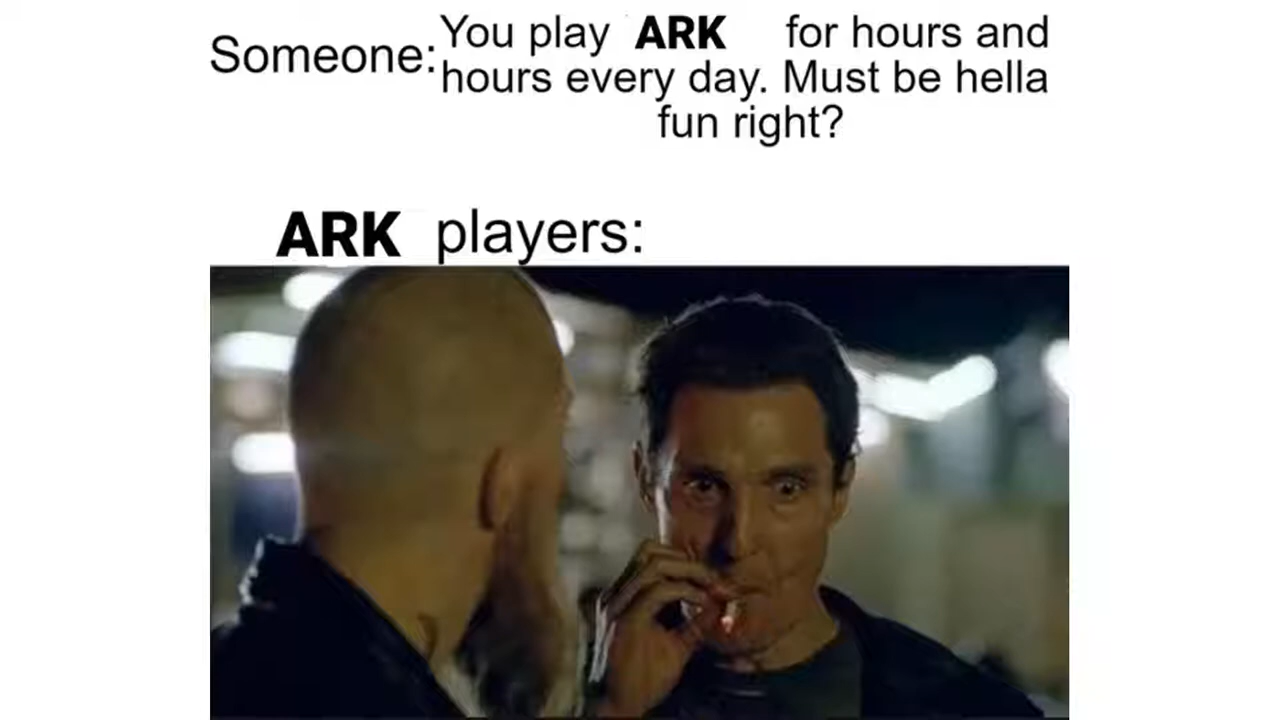 Someone: You play ARK for hours and
hours every day. Must be hella
fun right?
ARK players: